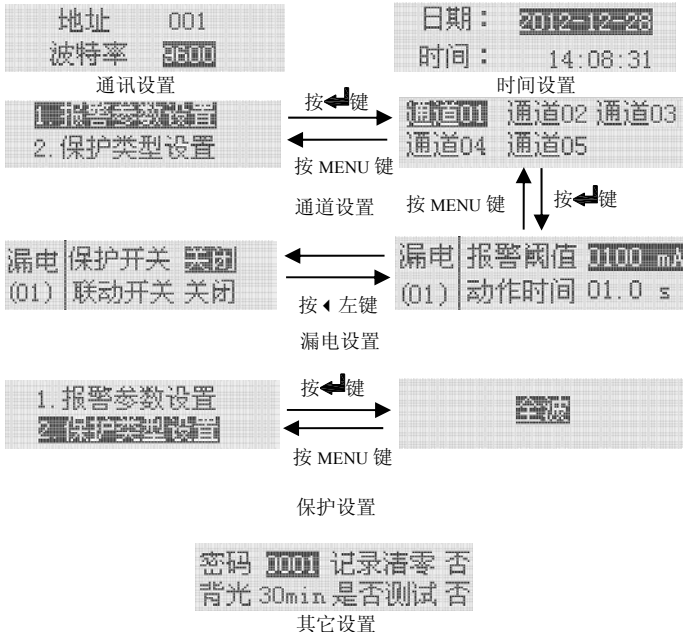 地址 001
波特率 9600
通讯设置
日期： 2012-12-28
时间： 14:08:31
时间设置
1.报警参数设置
2.保护类型设置
按键
按 MENU 键
通道设置
通道01 通道02 通道03
通道04 通道05
按 MENU 键
按键
漏电 保护开关 关闭
(01) 联动开关 关闭
按 左键
漏电设置
漏电 报警阈值 0100 mA
(01) 动作时间 01.0 s
1.报警参数设置
2.保护类型设置
按键
按 MENU 键
保护设置
全波
密码 0001 记录清零 否
背光 30min 是否测试 否
其它设置